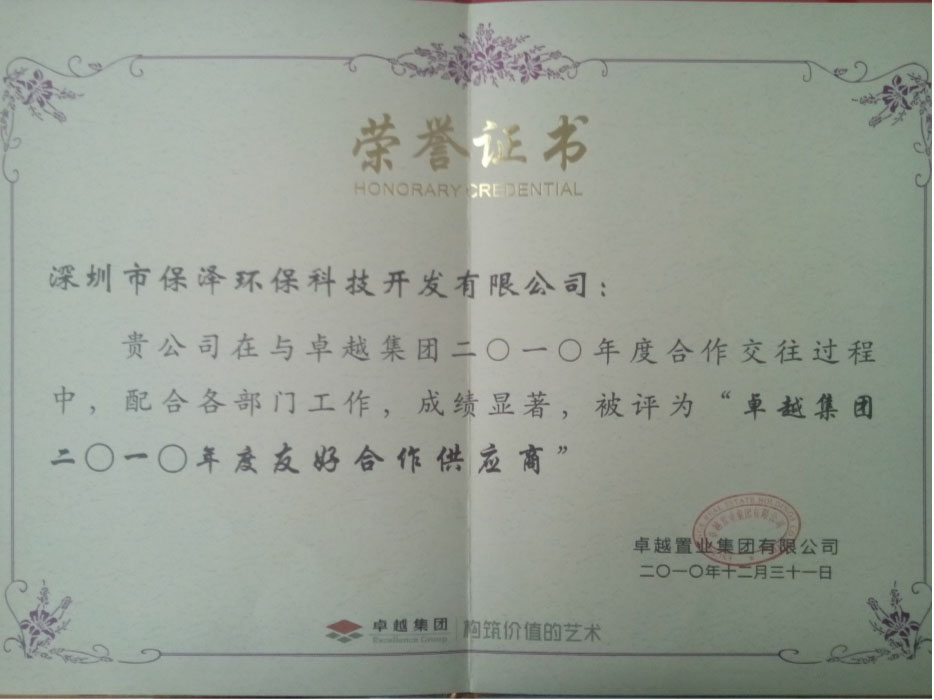 荣誉证书
HONORARY CREDENTIAL
深圳市保泽环保科技开发有限公司：
贵公司在与卓越集团二〇一〇年度合作交往过程
中，配合各部门工作，成绩显著，被评为“卓越集团
二〇一〇年度友好合作供应商”
卓越置业集团有限公司
二〇一〇年十二月三十一日
卓越集团
Excellence Group
构筑价值的艺术